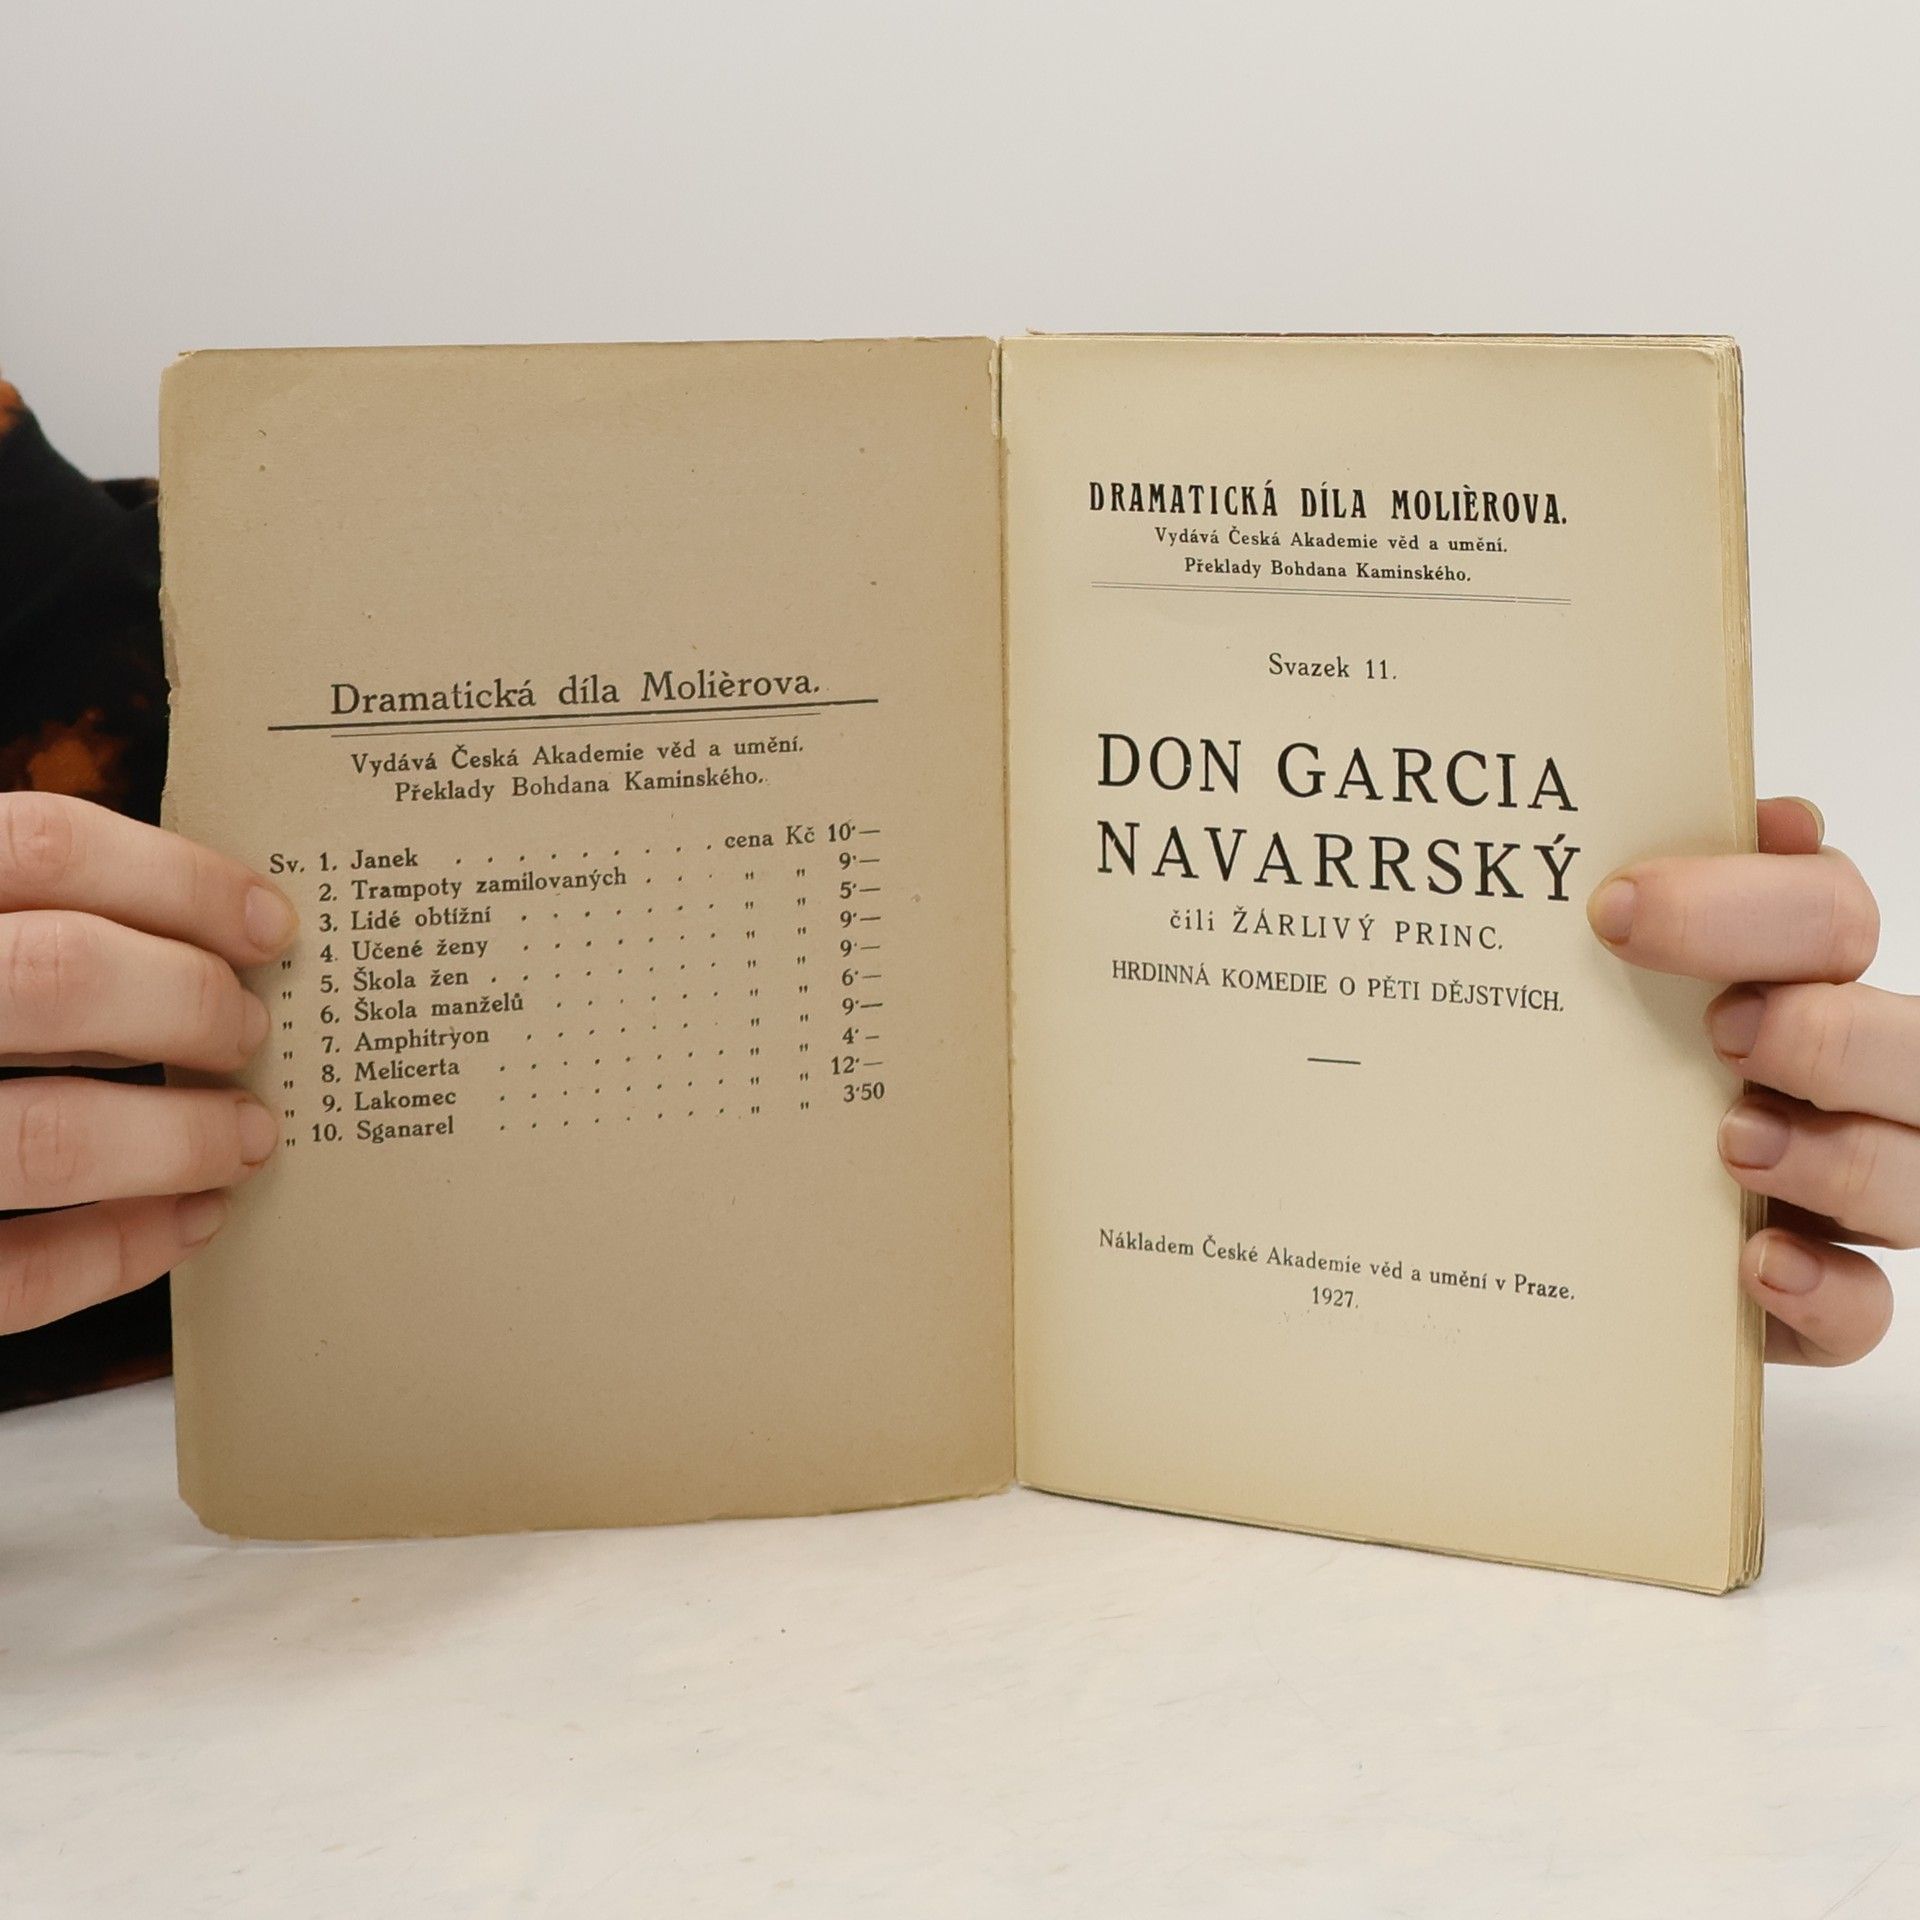 Dramatická díla Molièrova.
Vydává Česká Akademie věd a umění.
Překlady Bohdana Kaminského.
Sv. 1. Janek . . . . . . . . . cena Kč 10·—
2. Trampoty zamilovaných . . . „ „ 9·—
3. Lidé obtížní . . . . . . . „ „ 5·—
„ 4. Učené ženy . . . . . . . „ „ 9·—
„ 5. Škola žen . . . . . . . . „ „ 9·—
„ 6. Škola manželů . . . . . . „ „ 6·—
„ 7. Amphitryon . . . . . . „ „ 9·—
„ 8. Melicerta . . . . . . . . „ „ 4·—
„ 9. Lakomec . . . . . . . . „ „ 12·—
„ 10. Sganarel . . . . . . . . „ „ 3·50
DRAMATICKÁ DÍLA MOLIÈROVA.
Vydává Česká Akademie věd a umění.
Překlady Bohdana Kaminského.
Svazek 11.
DON GARCIA
NAVARRSKÝ
čili ŽÁRLIVÝ PRINC.
HRDINNÁ KOMEDIE O PĚTI DĚJSTVÍCH.
Nákladem České Akademie věd a umění v Praze.
1927.